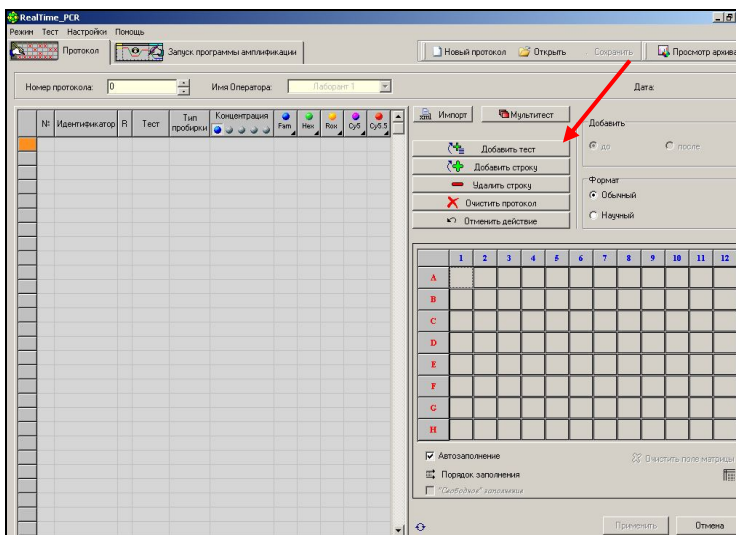 RealTime_PCR
Режим Тест Настройки Помощь
Протокол Запуск программы амплификации Новый протокол Открыть Сохранить Просмотр архива
Номер протокола: 0 Имя Оператора: Лаборант 1 Дата:
№ Идентификатор R Тест Тип пробирки Концентрация Fam Hex Rox Cy5 Cy5.5
xml Импорт Мультитест
Добавить
до после
Добавить тест
Добавить строку
Удалить строку
Очистить протокол
Отменить действие
Формат
Обычный
Научный
1 2 3 4 5 6 7 8 9 10 11 12
A
B
C
D
E
F
G
H
Автозаполнение Очистить поле матрицы
Порядок заполнения
"Свободное" заполнение
Применить Отмена